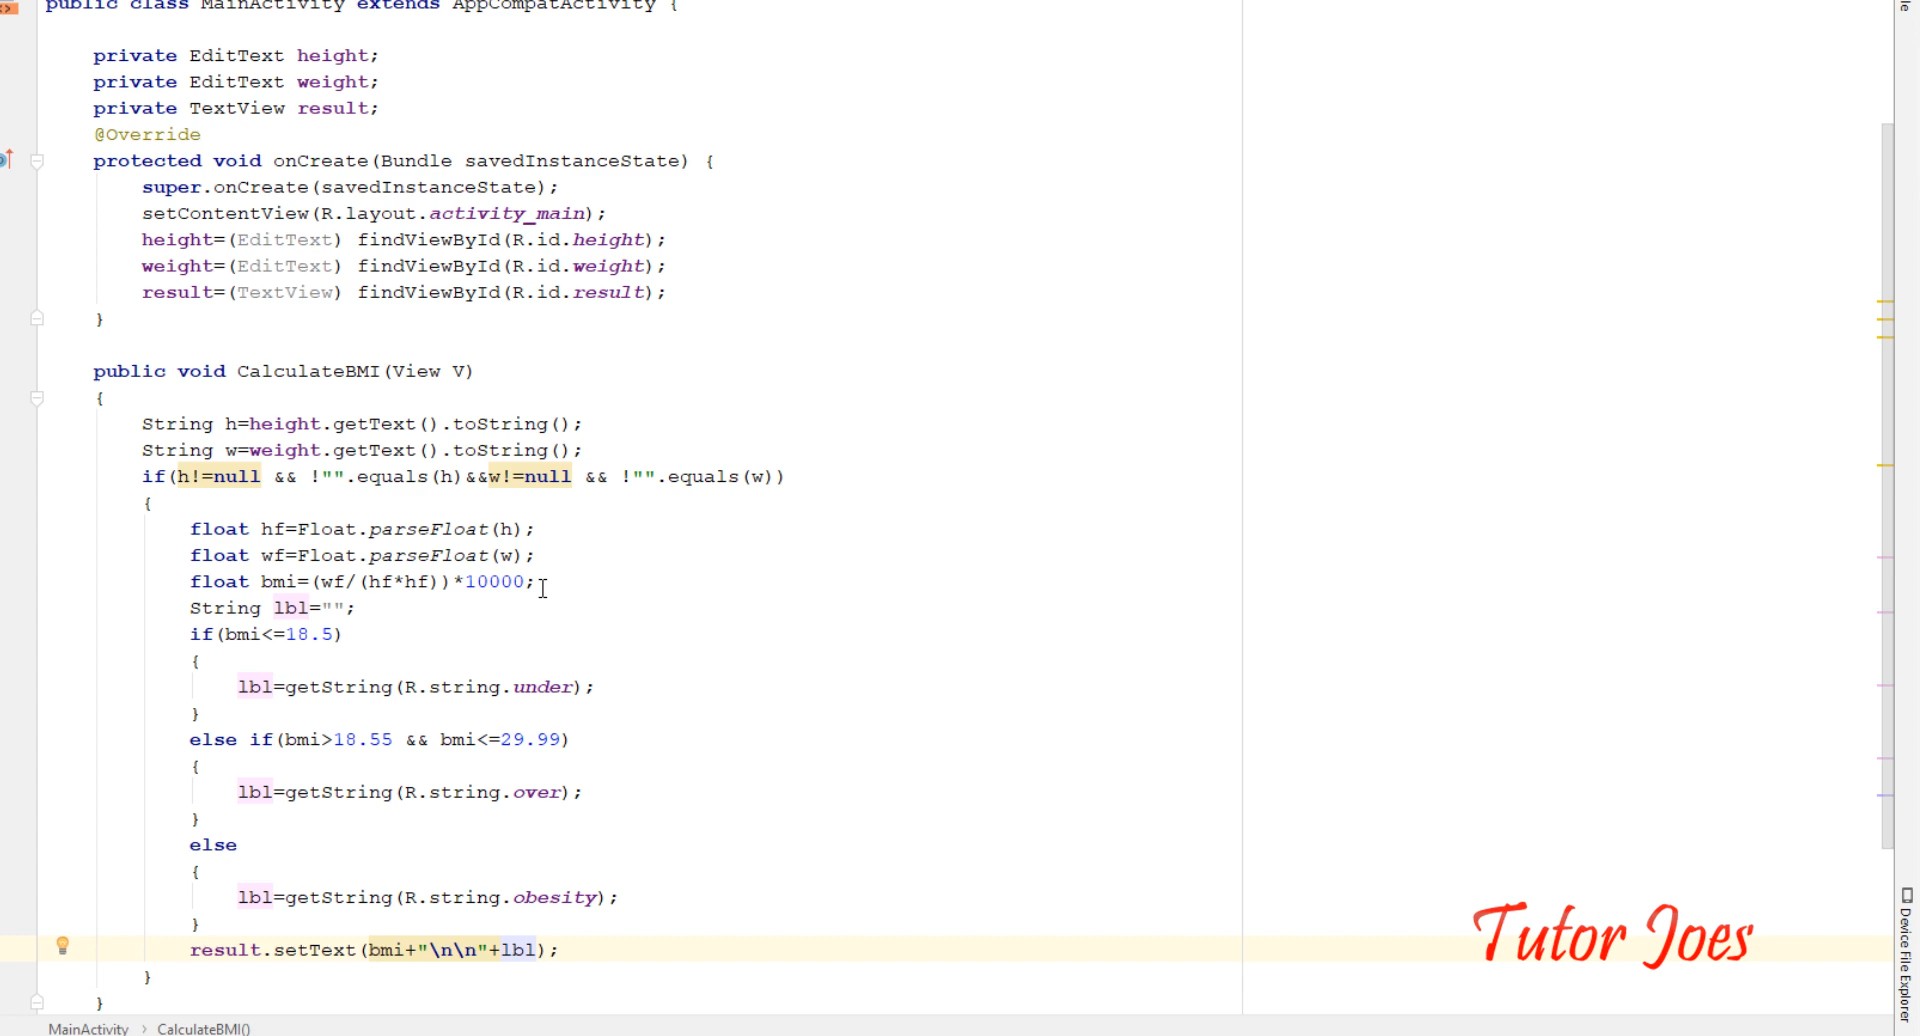 public class MainActivity extends AppCompatActivity {
private EditText height;
private EditText weight;
private TextView result;
@Override
protected void onCreate(Bundle savedInstanceState) {
super.onCreate(savedInstanceState);
setContentView(R.layout.activity_main);
height=(EditText) findViewById(R.id.height);
weight=(EditText) findViewById(R.id.weight);
result=(TextView) findViewById(R.id.result);
}
public void CalculateBMI(View V)
{
String h=height.getText().toString();
String w=weight.getText().toString();
if(h!=null && !"".equals(h)&&w!=null && !"".equals(w))
{
float hf=Float.parseFloat(h);
float wf=Float.parseFloat(w);
float bmi=(wf/(hf*hf))*10000;
String lbl="";
if(bmi<=18.5)
{
lbl=getString(R.string.under);
}
else if(bmi>18.55 && bmi<=29.99)
{
lbl=getString(R.string.over);
}
else
{
lbl=getString(R.string.obesity);
}
result.setText(bmi+"\n\n"+lbl);
}
}
MainActivity > CalculateBMI()
Tutor Joes
Device File Explorer